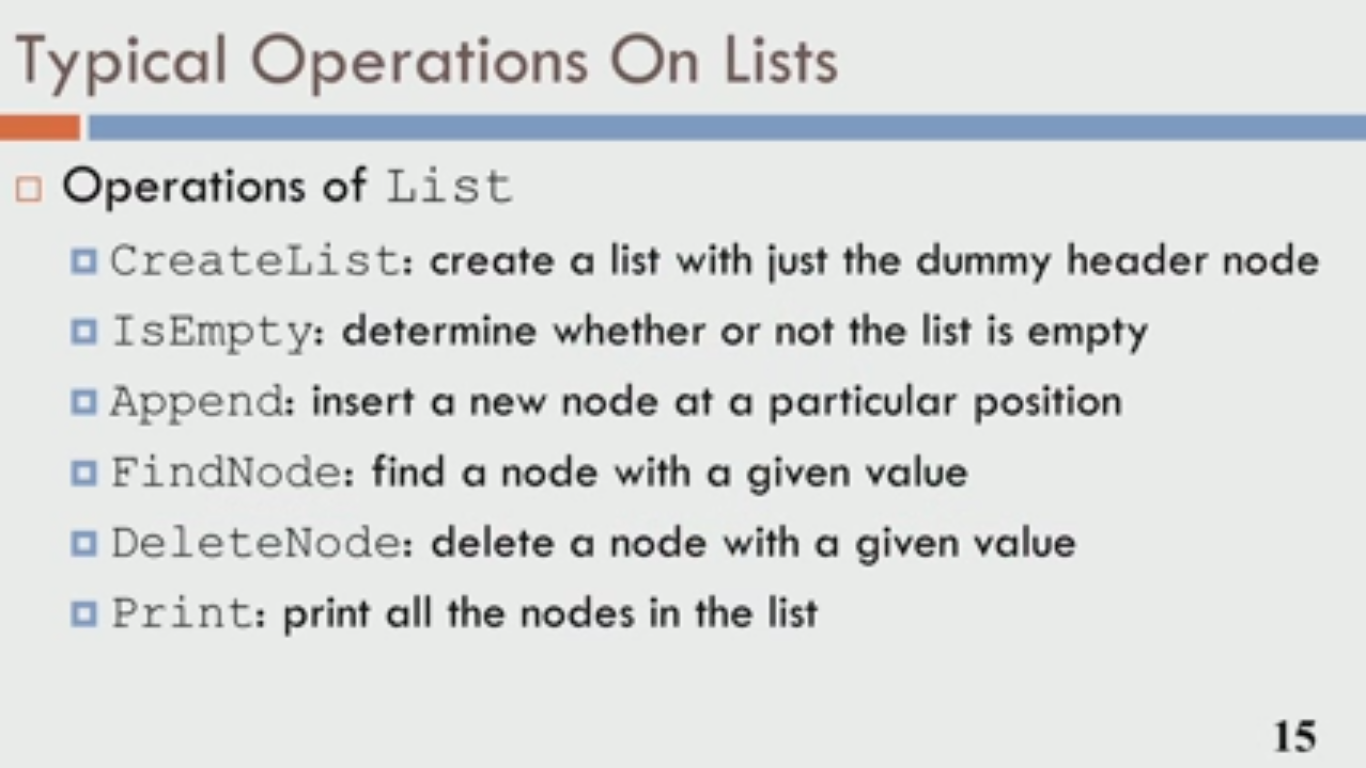 Typical Operations On Lists
Operations of List
CreateList: create a list with just the dummy header node
IsEmpty: determine whether or not the list is empty
Append: insert a new node at a particular position
FindNode: find a node with a given value
DeleteNode: delete a node with a given value
Print: print all the nodes in the list
15